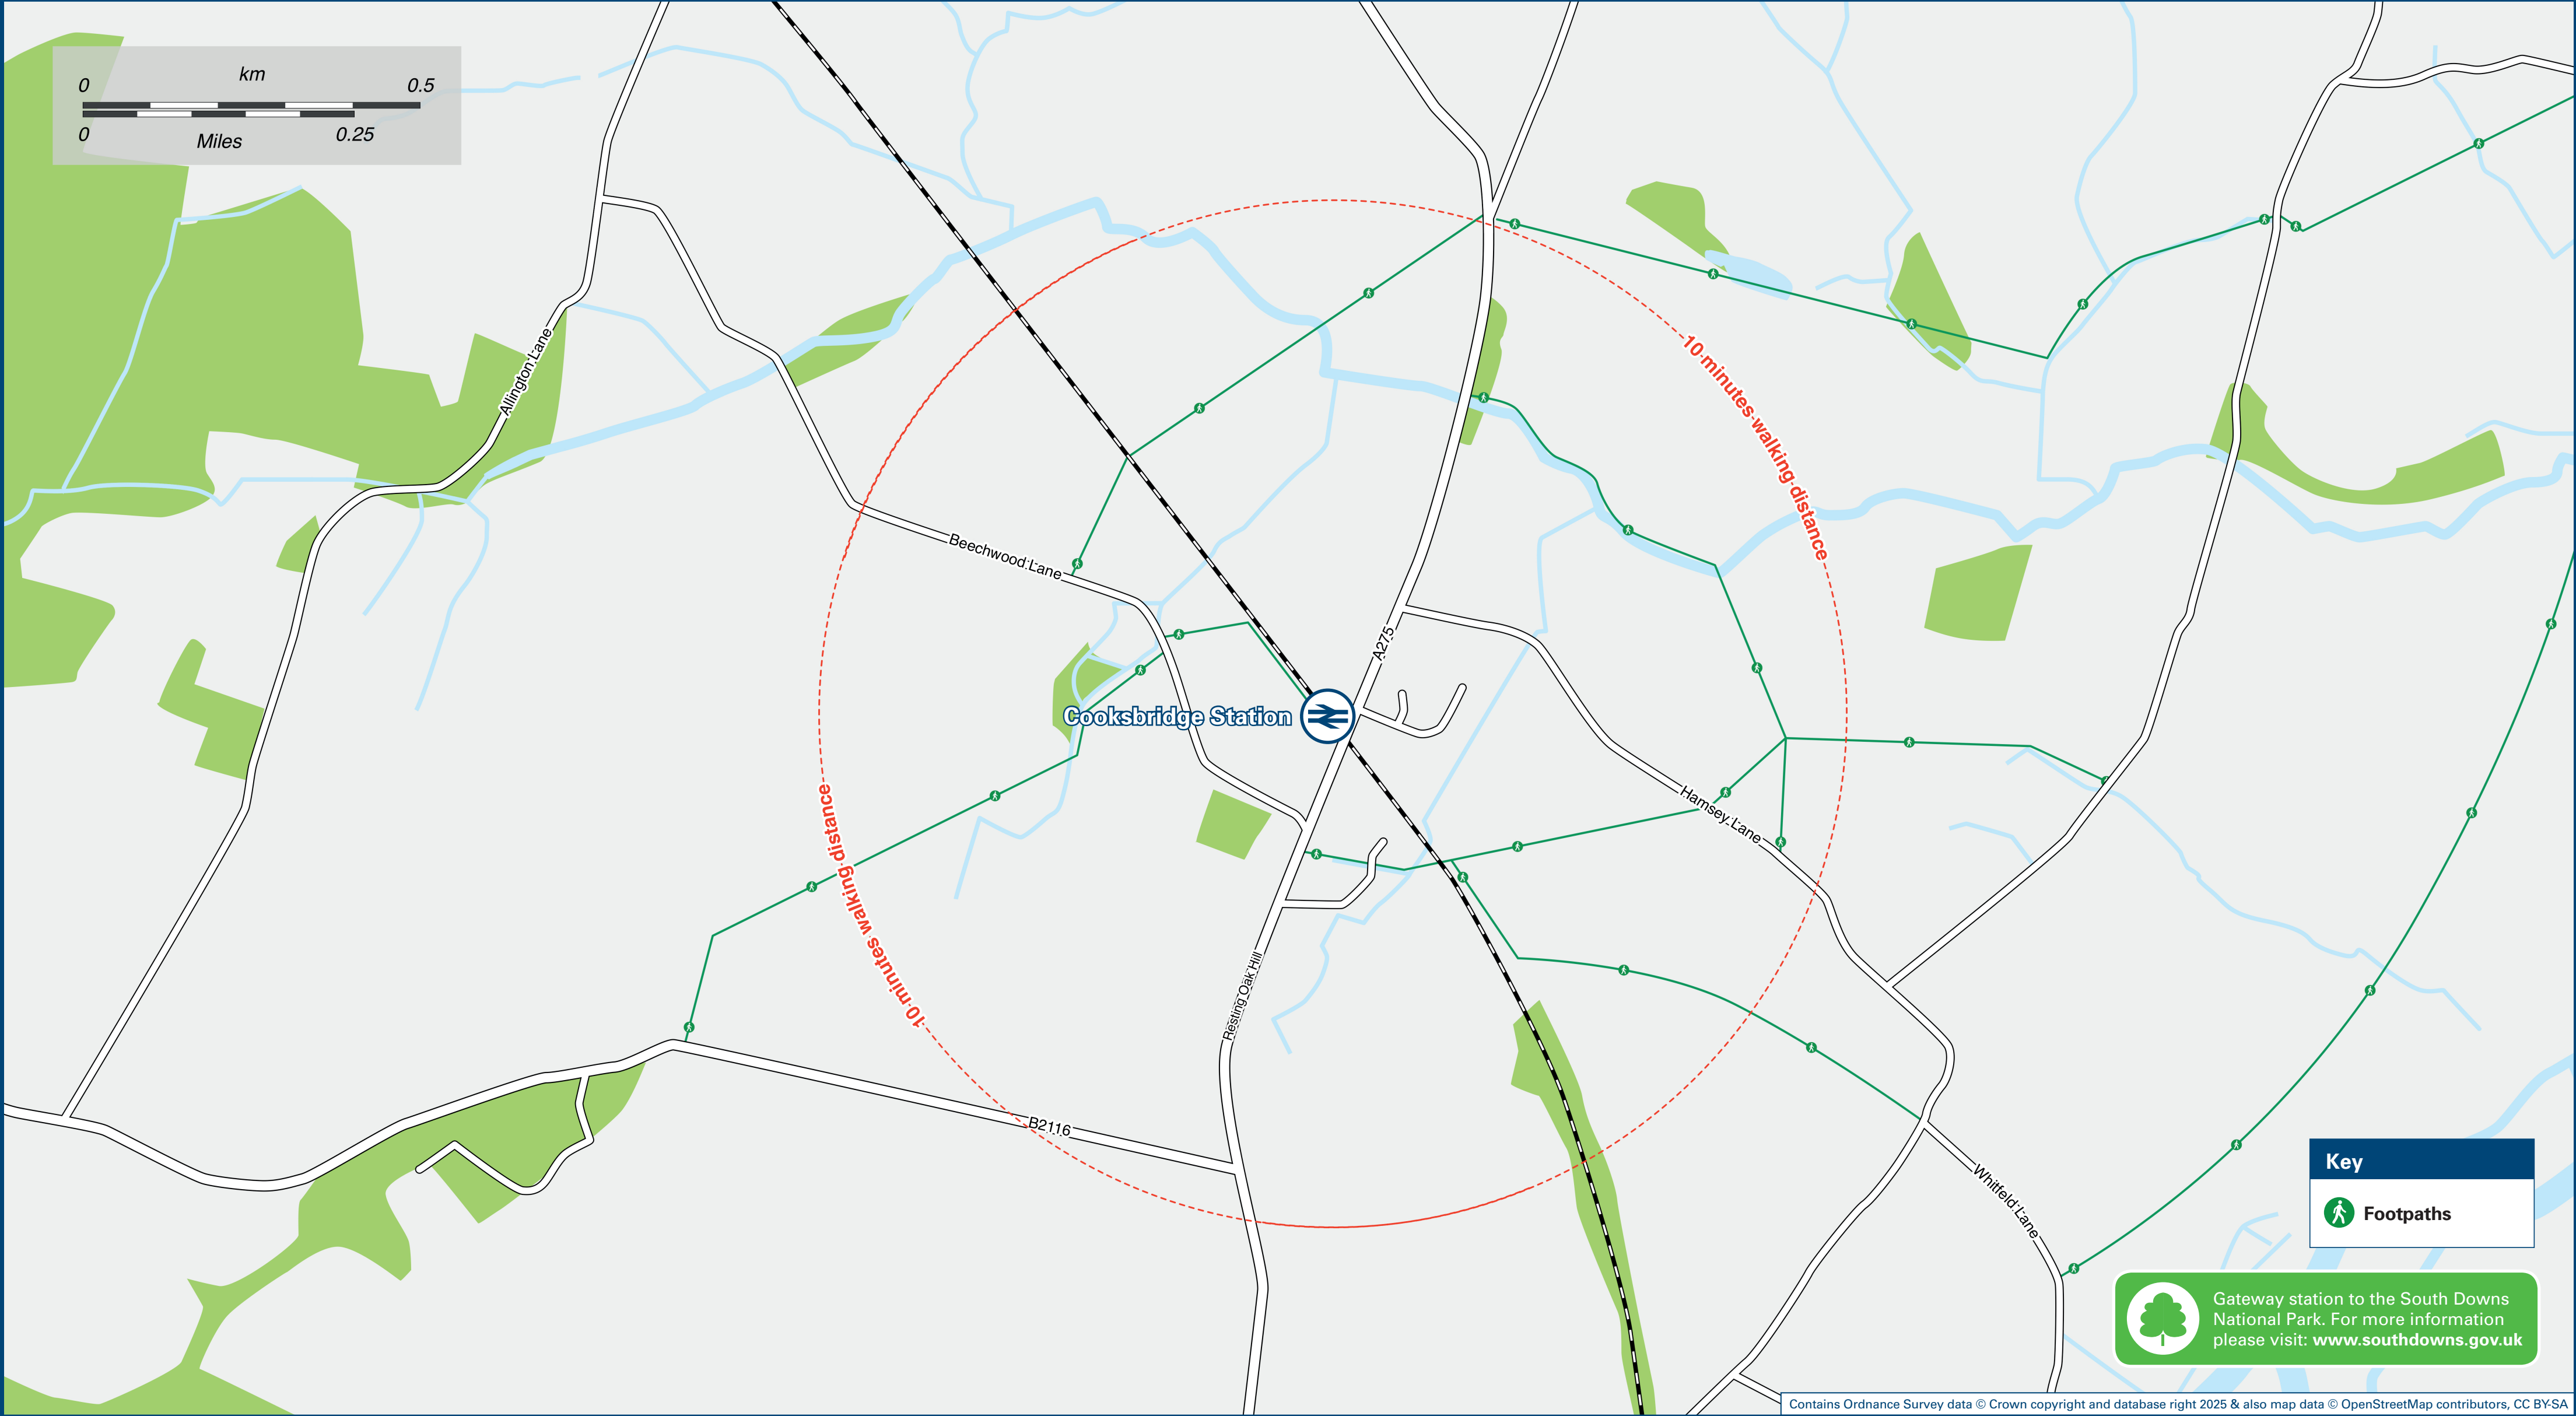 km
0
0.5
0
0.25
Miles
Allington Lane
10 minutes walking distance
Beechwood Lane
A275
Cooksbridge Station
Hamsey Lane
10 minutes walking distance
Resting Oak Hill
B2116
Whitfeld Lane
Key
Footpaths
Gateway station to the South Downs
National Park. For more information
please visit: www.southdowns.gov.uk
Contains Ordnance Survey data © Crown copyright and database right 2025 & also map data © OpenStreetMap contributors, CC BY-SA